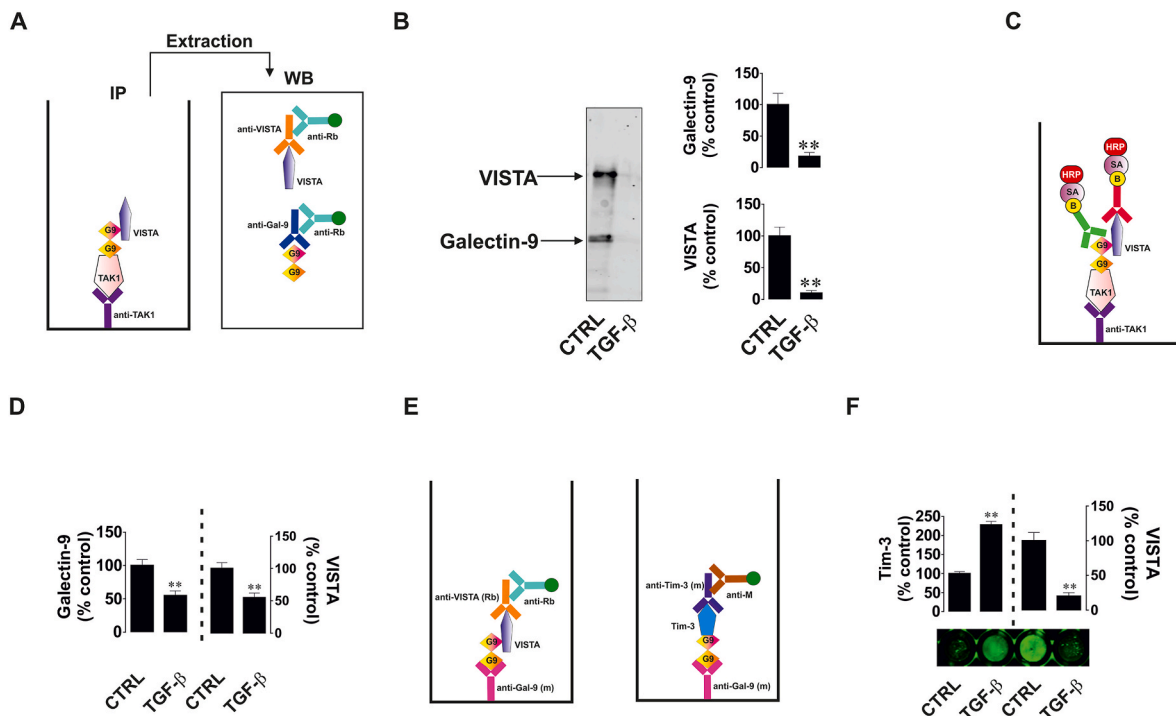 A
Extraction
IP
WB
anti-VISTA
anti-Rb
VISTA
anti-Gal-9
anti-Rb
G9
G9
G9
VISTA
G9
TAK1
anti-TAK1
B
VISTA
Galectin-9
CTRL
TGF-β
Galectin-9
(% control)
150
100
50
0
**
VISTA
(% control)
150
100
50
0
**
CTRL
TGF-β
C
HRP
SA
B
HRP
SA
B
G9
VISTA
G9
TAK1
anti-TAK1
D
Galectin-9
(% control)
150
100
50
0
**
**
150
100
50
0
VISTA
(% control)
CTRL
TGF-β
CTRL
TGF-β
E
anti-VISTA (Rb)
anti-Rb
VISTA
G9
G9
anti-Gal-9 (m)
anti-Tim-3 (m)
anti-M
Tim-3
G9
G9
anti-Gal-9 (m)
F
Tim-3
(% control)
250
200
150
100
50
0
**
**
150
100
50
0
VISTA
(% control)
CTRL
TGF-β
CTRL
TGF-β